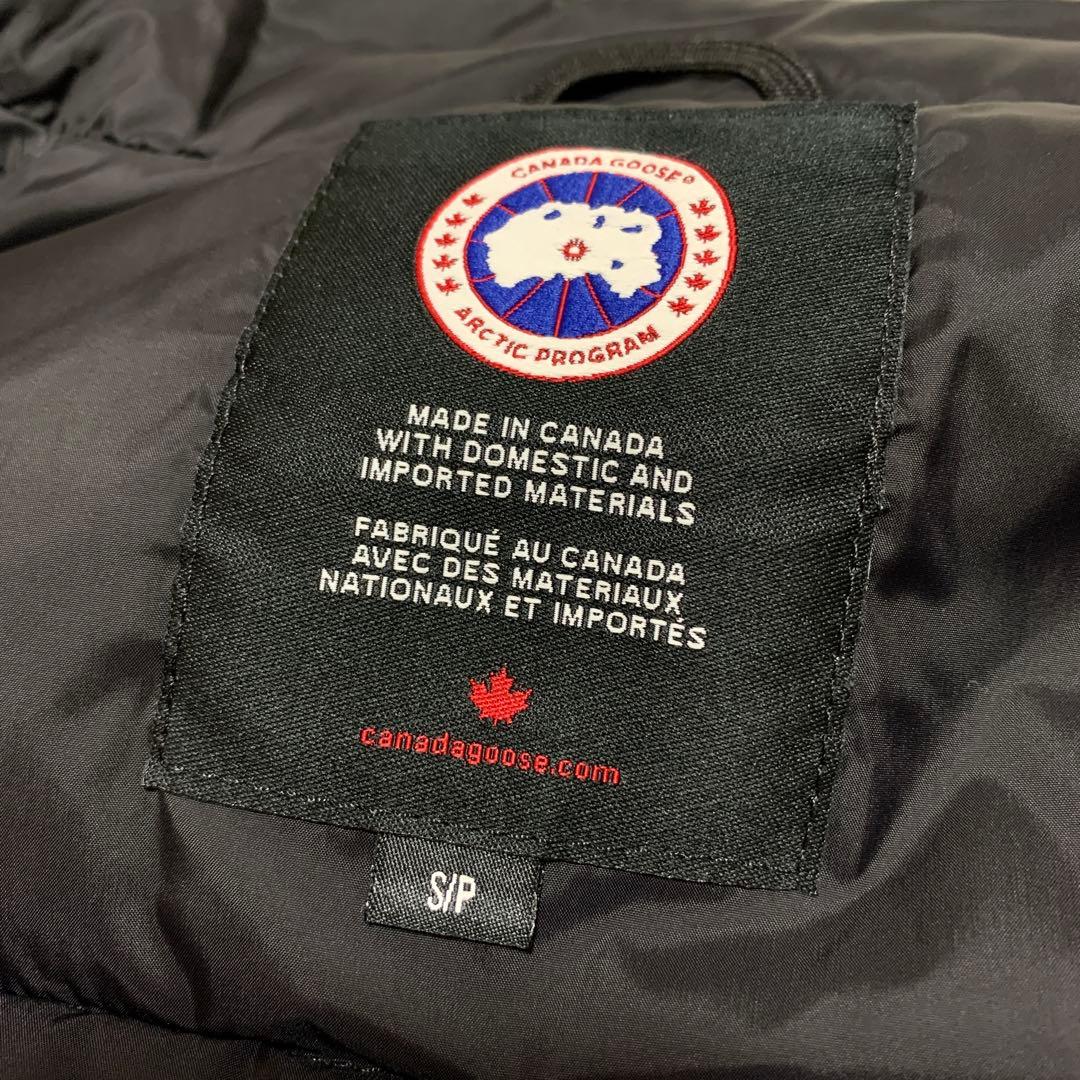 CANADA GOOSE®
ARCTIC PROGRAM
MADE IN CANADA
WITH DOMESTIC AND
IMPORTED MATERIALS
FABRIQUÉ AU CANADA
AVEC DES MATERIAUX
NATIONAUX ET IMPORTÉS
canadagoose.com
S/P